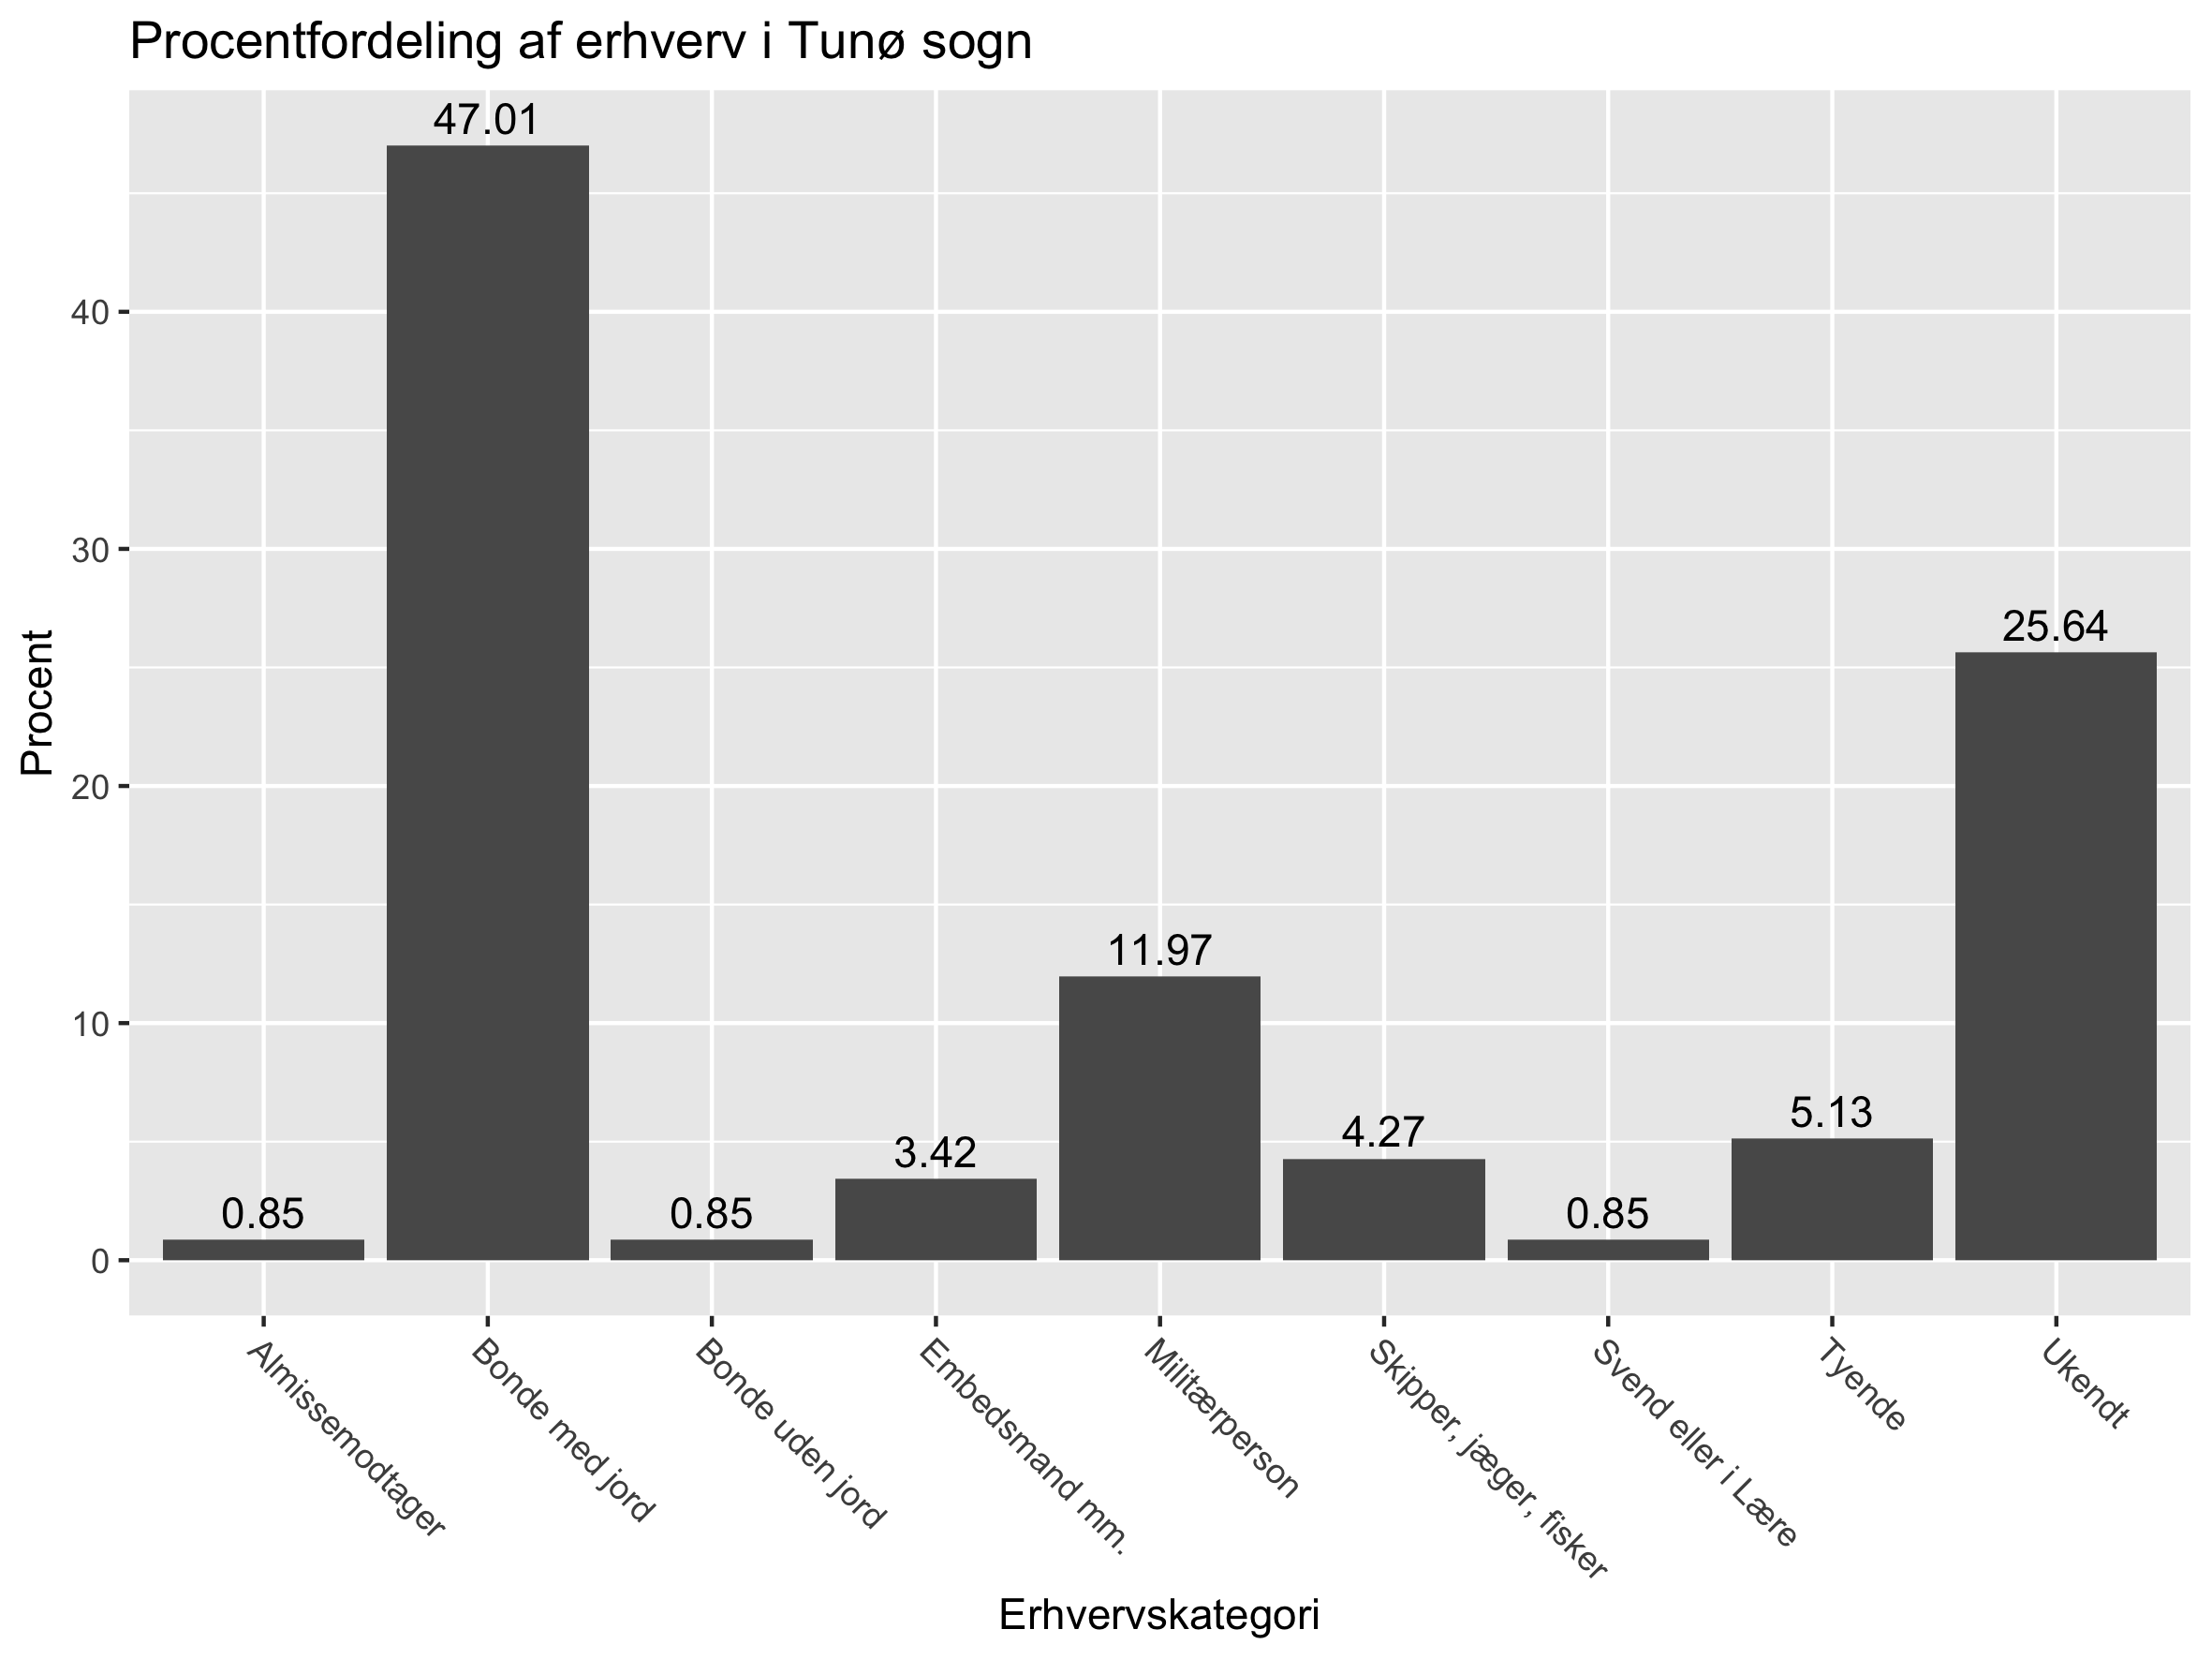 Procentfordeling af erhverv i Tunø sogn
Procent
40
30
20
10
0
0.85
47.01
0.85
3.42
11.97
4.27
0.85
5.13
25.64
Almissemodtager
Bonde med jord
Bonde uden jord
Embedsmand mm.
Militærperson
Skipper, jæger, fisker
Svend eller i Lære
Tyende
Ukendt
Erhvervskategori